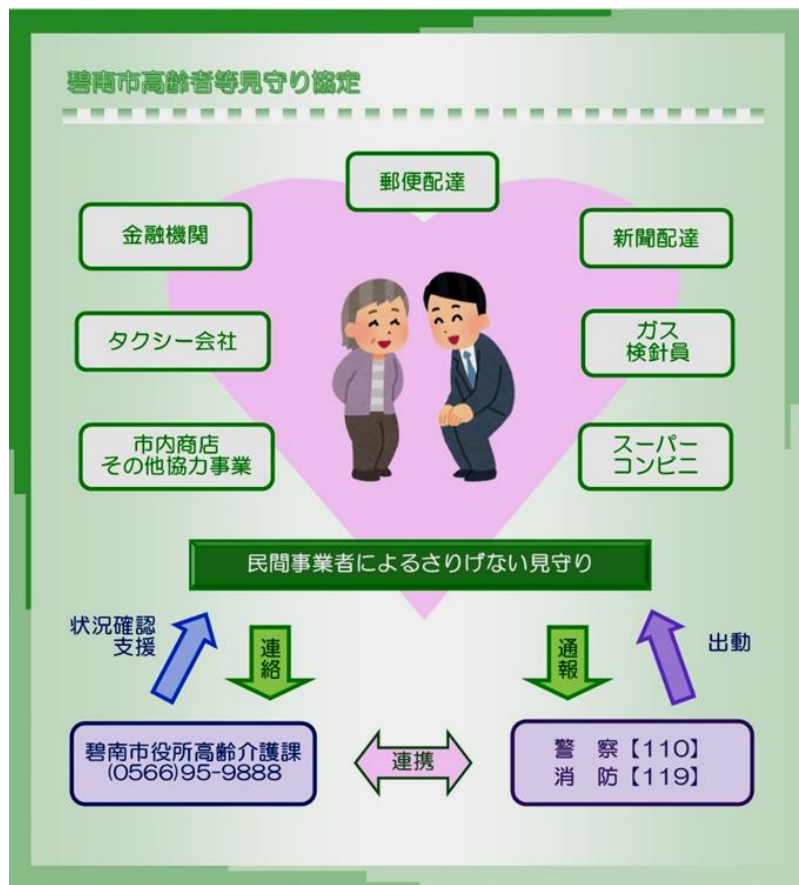 碧南市高齢者等見守り協定
郵便配達
金融機関
新聞配達
タクシー会社
ガス
検針員
市内商店
その他協力事業
スーパー
コンビニ
民間事業者によるさりげない見守り
状況確認
支援
連絡
通報
出動
碧南市役所高齢介護課
(0566)95-9888
連携
警 察【110】
消 防【119】